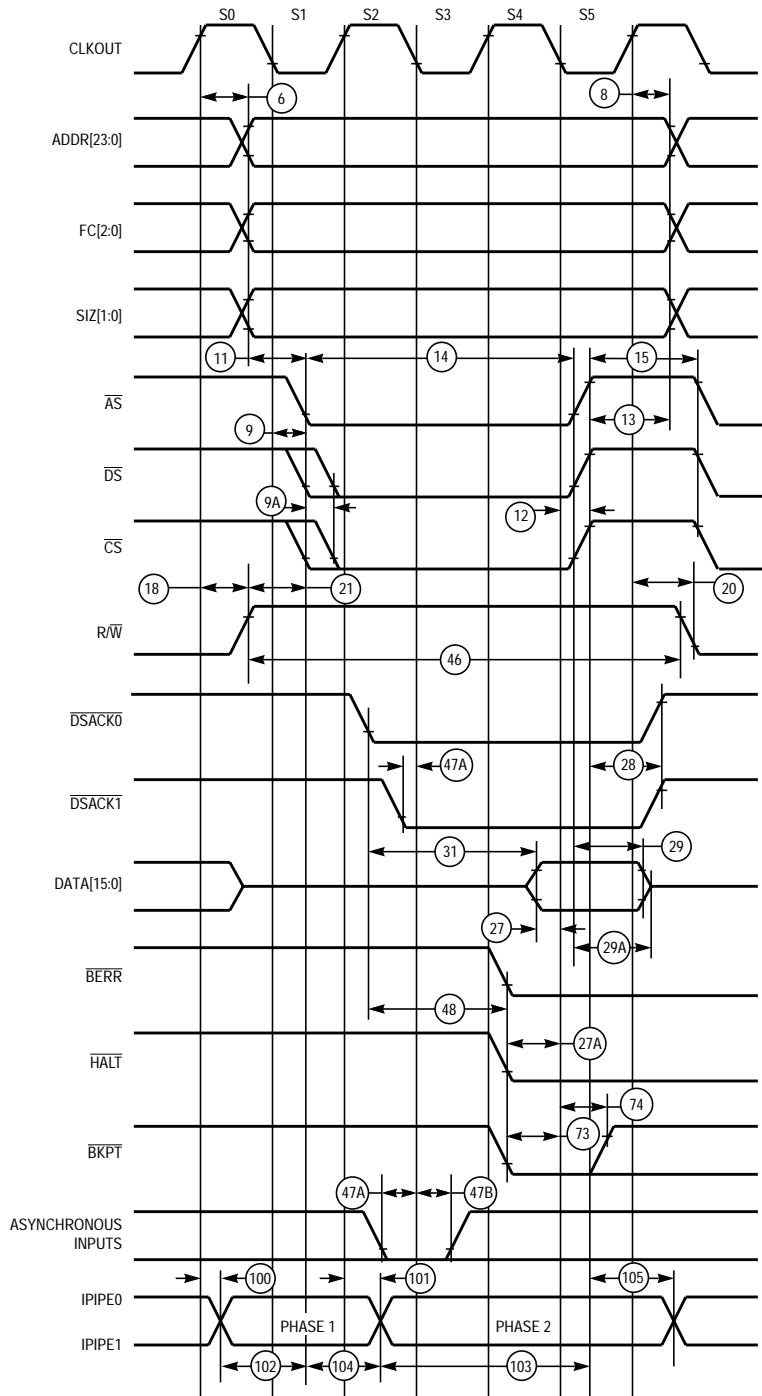 S0 S1 S2 S3 S4 S5
CLKOUT
6 8
ADDR[23:0]
FC[2:0]
SIZ[1:0]
11 14 15
AS
13
9
DS
9A 12
CS
18 21 20
R/W
46
DSACK0
47A 28
DSACK1
31 29
DATA[15:0]
27 29A
BERR
48
27A
HALT
74
73
BKPT
47A 47B
ASYNCHRONOUS
INPUTS
100 101 105
IPIPE0
PHASE 1 PHASE 2
IPIPE1
102 104 103